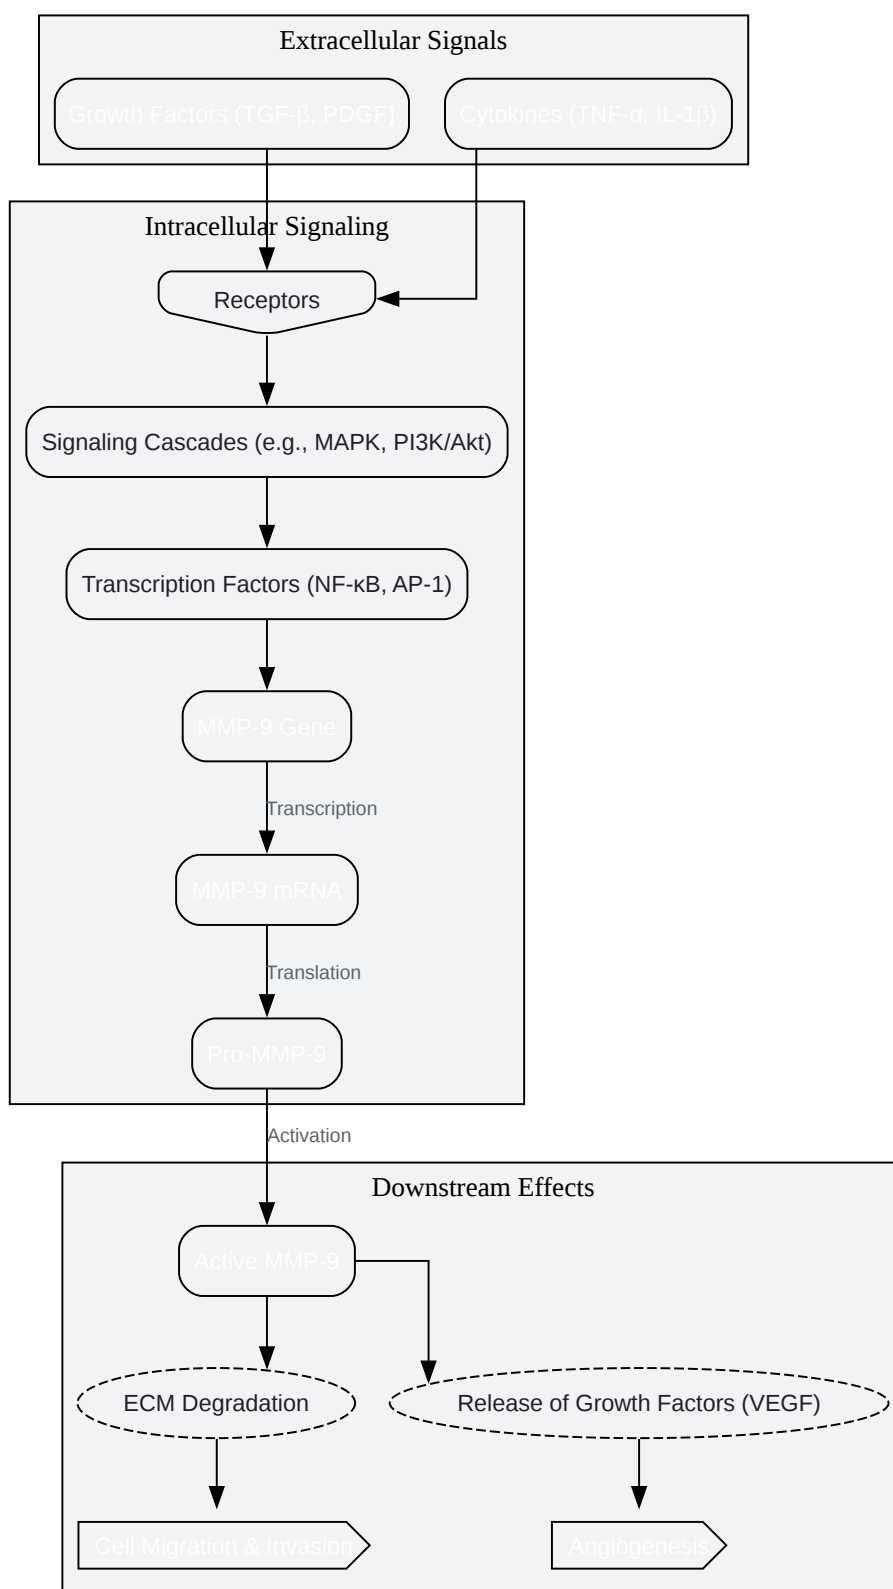 Extracellular Signals
Growth Factors (TGF-β, PDGF)
Cytokines (TNF-α, IL-1β)
Intracellular Signaling
Receptors
Signaling Cascades (e.g., MAPK, PI3K/Akt)
Transcription Factors (NF-κB, AP-1)
MMP-9 Gene
Transcription
MMP-9 mRNA
Translation
Pro-MMP-9
Activation
Downstream Effects
Active MMP-9
ECM Degradation
Release of Growth Factors (VEGF)
Cell Migration & Invasion
Angiogenesis